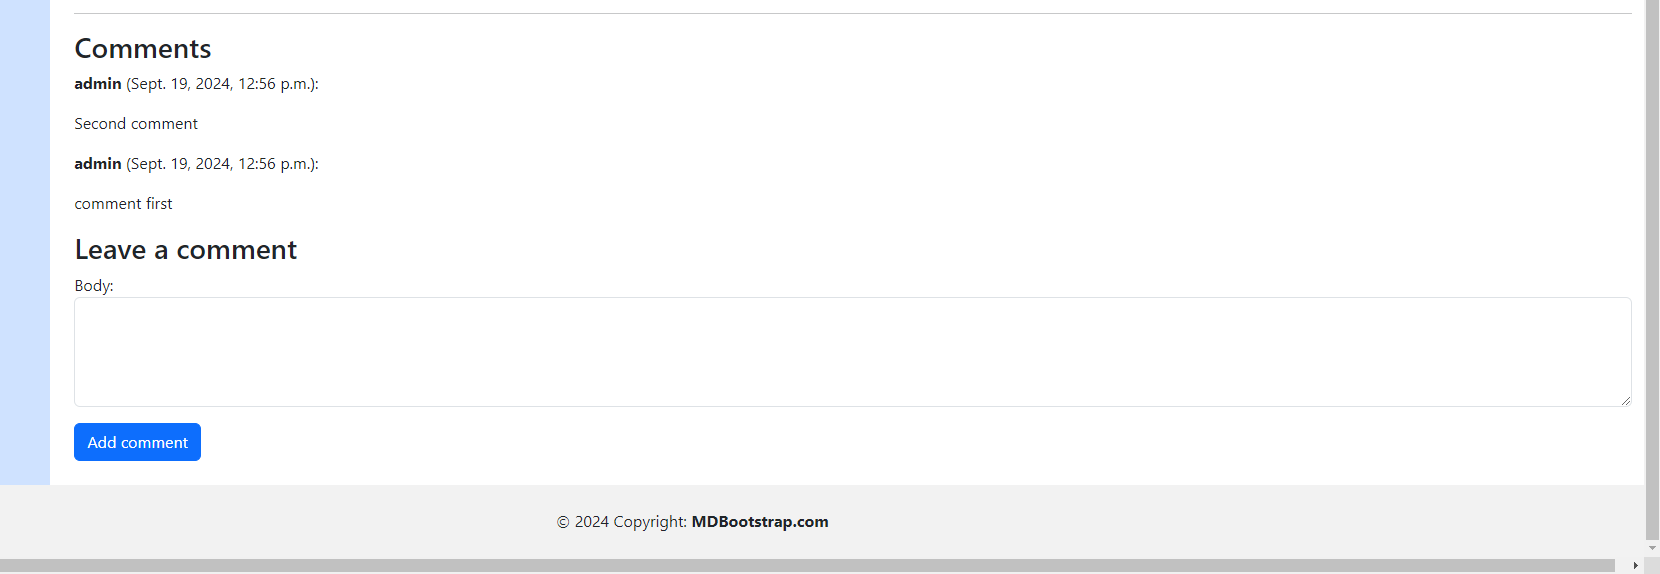 Comments
admin (Sept. 19, 2024, 12:56 p.m.):
Second comment
admin (Sept. 19, 2024, 12:56 p.m.):
comment first
Leave a comment
Body:
Add comment
© 2024 Copyright: MDBootstrap.com